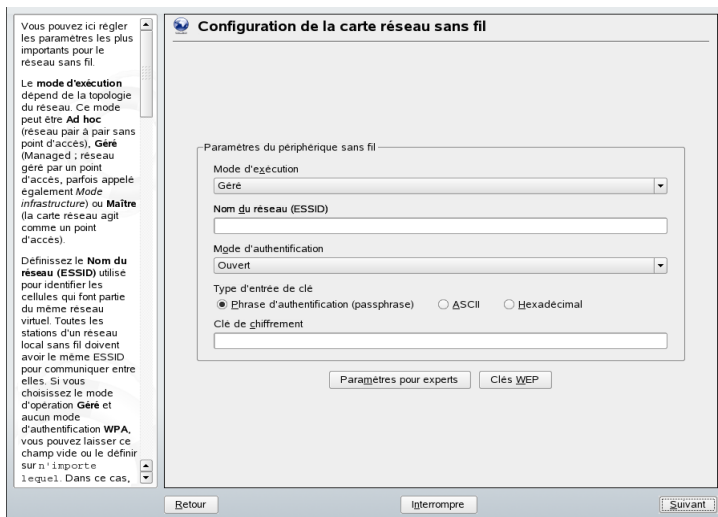 Vous pouvez ici régler
les paramètres les plus
importants pour le
réseau sans fil.
Le mode d'exécution
dépend de la topologie
du réseau. Ce mode
peut être Ad hoc
(réseau pair à pair sans
point d'accès), Géré
(Managed ; réseau
géré par un point
d'accès, parfois appelé
également Mode
infrastructure) ou Maître
(la carte réseau agit
comme un point
d'accès).
Définissez le Nom du
réseau (ESSID) utilisé
pour identifier les
cellules qui font partie
du même réseau
virtuel. Toutes les
stations d'un réseau
local sans fil doivent
avoir le même ESSID
pour communiquer entre
elles. Si vous
choisissez le mode
d'opération Géré et
aucun mode
d'authentification WPA,
vous pouvez laisser ce
champ vide ou le définir
sur n'importe
lequel. Dans ce cas,
Configuration de la carte réseau sans fil
Paramètres du périphérique sans fil
Mode d'exécution
Géré
Nom du réseau (ESSID)
Mode d'authentification
Ouvert
Type d'entrée de clé
Phrase d'authentification (passphrase) ASCII Hexadécimal
Clé de chiffrement
Paramètres pour experts Clés WEP
Retour Interrompre Suivant